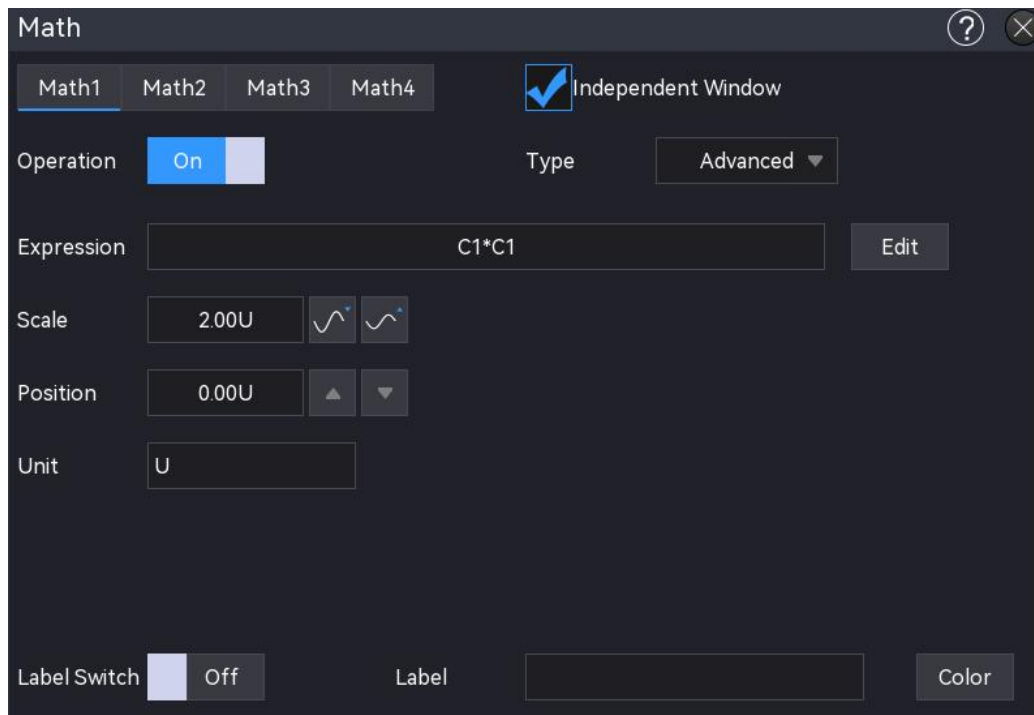 Math ?
Math1 Math2 Math3 Math4 Independent Window
Operation On Type Advanced
Expression C1*C1 Edit
Scale 2.00U
Position 0.00U
Unit U
Label Switch Off Label Color